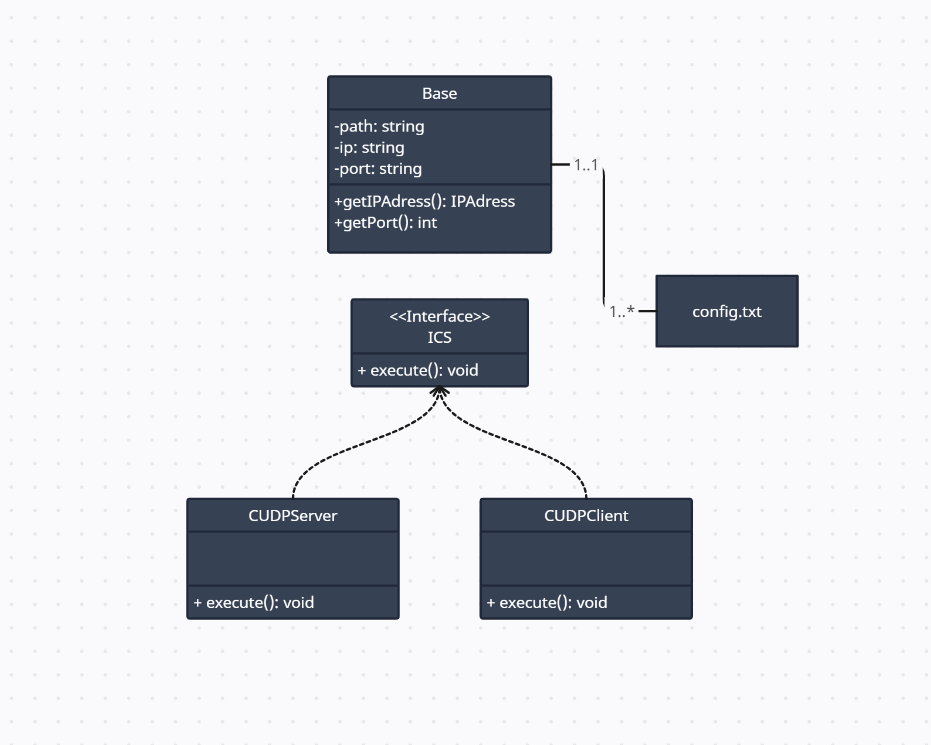 Base
-path: string
-ip: string
-port: string
+getIPAdress(): IPAdress
+getPort(): int
1..1
1..*
config.txt
<<Interface>>
ICS
+ execute(): void
CUDPServer
+ execute(): void
CUDPClient
+ execute(): void